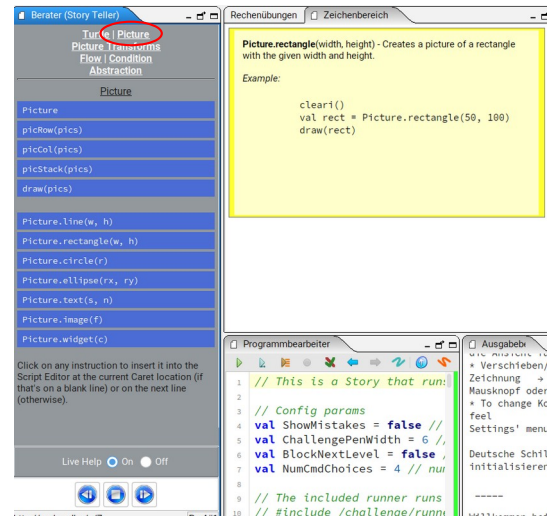 Berater (Story Teller)
Turtle | Picture
Picture Transforms
Flow | Condition
Abstraction
Picture
Picture
picRow(pics)
picCol(pics)
picStack(pics)
draw(pics)
Picture.line(w, h)
Picture.rectangle(w, h)
Picture.circle(r)
Picture.ellipse(rx, ry)
Picture.text(s, n)
Picture.image(f)
Picture.widget(c)
Click on any instruction to insert it into the
Script Editor at the current Caret location (if
that's on a blank line) or on the next line
(otherwise).
Live Help On Off
Rechenübungen Zeichenbereich
Picture.rectangle(width, height) - Creates a picture of a rectangle
with the given width and height.
Example:
cleari()
val rect = Picture.rectangle(50, 100)
draw(rect)
Programmbearbeiter
1 // This is a Story that run
2
3 // Config params
4 val ShowMistakes = false //
5 val ChallengePenWidth = 6 //
6 val BlockNextLevel = false
7 val NumCmdChoices = 4 // nu
8
9 // The included runner runs
10 // #include /challenge/runn
Ausgabeb
* Verschieben/
Zeichnung →
Mausknopf oder
* To change Ko
feel
Settings' menu
Deutsche Schil
initialisieren
-----